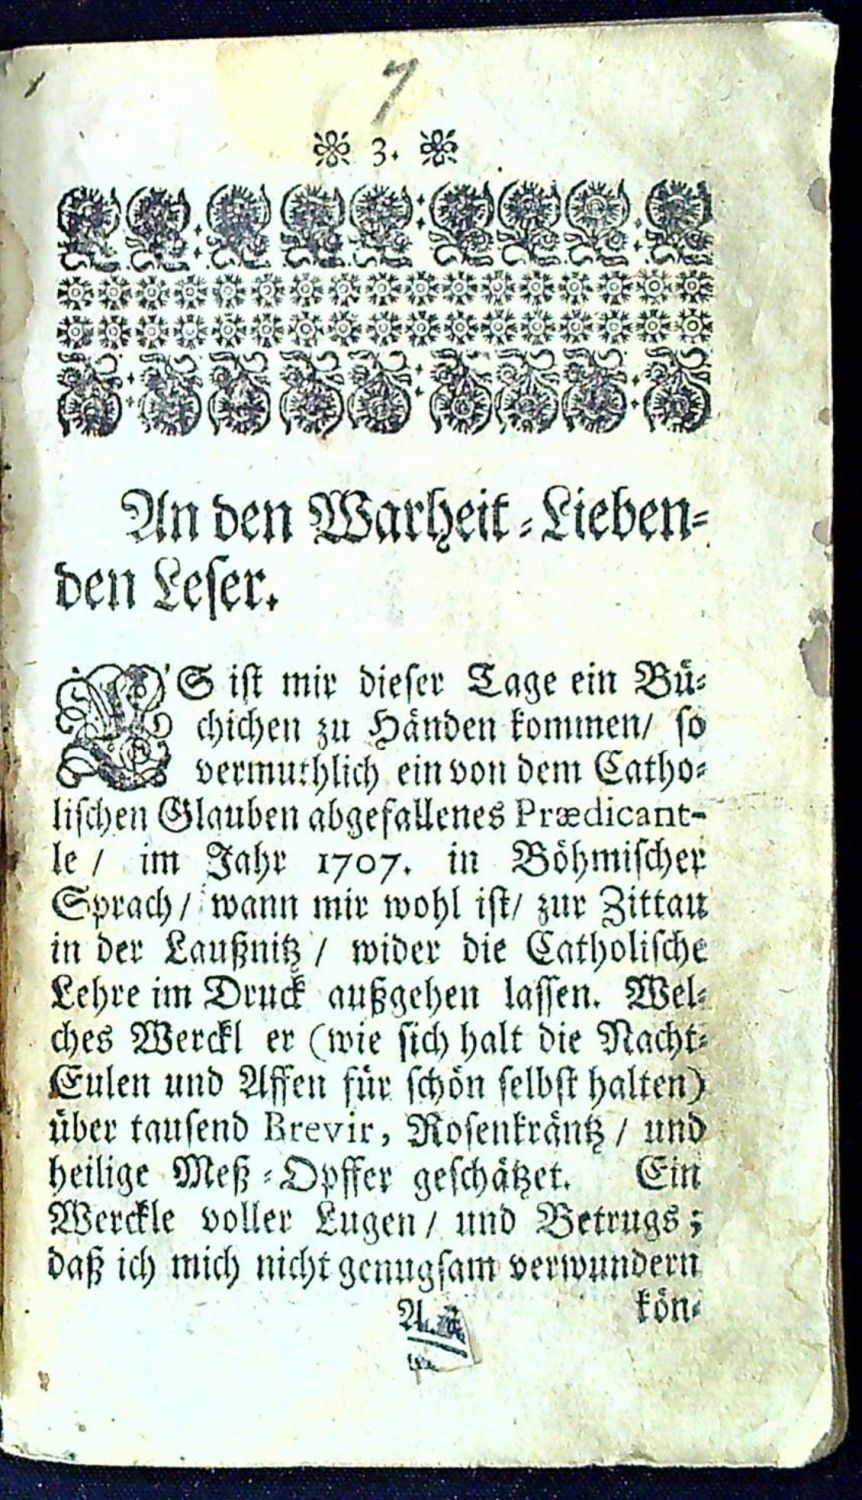 7
3.
An den Warheit-Lieben-
den Leser.
ES ist mir dieser Tage ein Bü-
chichen zu Händen kommen/ so
vermuthlich ein von dem Catho-
lischen Glauben abgefallenes Prædicant-
le / im Jahr 1707. in Böhmischer
Sprach/ wann mir wohl ist/ zur Zittau
in der Laußnitz / wider die Catholische
Lehre im Druck außgehen lassen. Wel-
ches Werckl er (wie sich halt die Nacht-
Eulen und Affen für schön selbst halten)
über tausend Brevir, Rosenkräntz / und
heilige Meß-Opffer geschätzet. Ein
Werckle voller Lugen / und Betrugs;
daß ich mich nicht genugsam verwundern
kön-